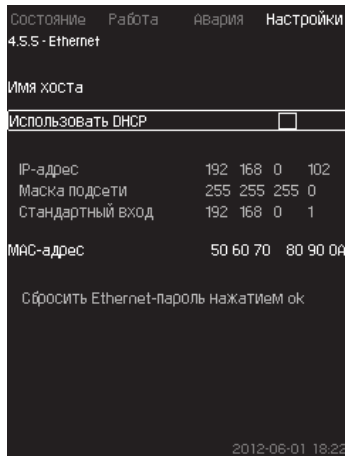 Состояние Работа Авария Настройки
4.5.5 - Ethernet
Имя хоста
Использовать DHCP
IP-адрес 192 168 0 102
Маска подсети 255 255 255 0
Стандартный вход 192 168 0 1
MAC-адрес 50 60 70 80 90 0A
Сбросить Ethernet-пароль нажатием ok
2012-06-01 18:22